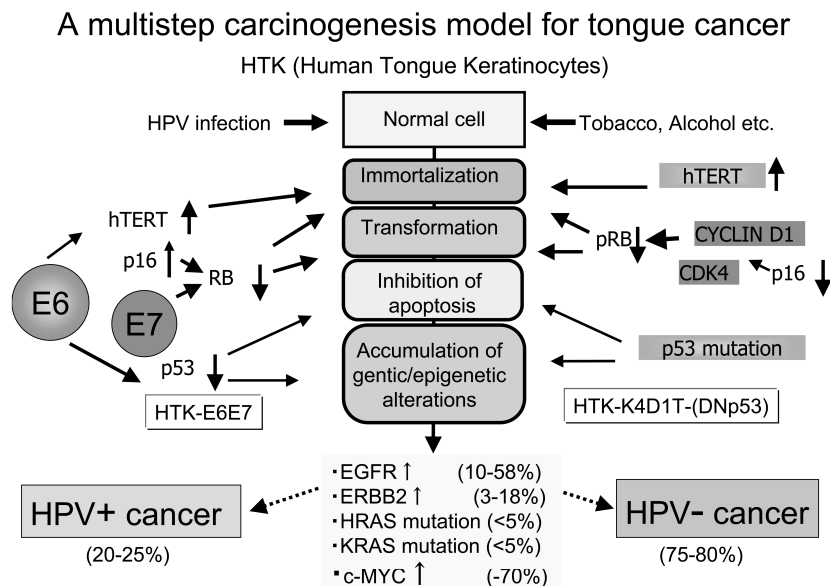 A multistep carcinogenesis model for tongue cancer
HTK (Human Tongue Keratinocytes)
HPV infection
Normal cell
Tobacco, Alcohol etc.
Immortalization
hTERT
hTERT
Transformation
pRB
CYCLIN D1
p16
RB
CDK4
p16
E6
E7
Inhibition of
apoptosis
p53
Accumulation of
gentic/epigenetic
alterations
p53 mutation
HTK-E6E7
HTK-K4D1T-(DNp53)
・EGFR ↑ (10-58%)
・ERBB2 ↑ (3-18%)
・HRAS mutation (<5%)
・KRAS mutation (<5%)
・c-MYC ↑ (-70%)
HPV+ cancer
(20-25%)
HPV- cancer
(75-80%)